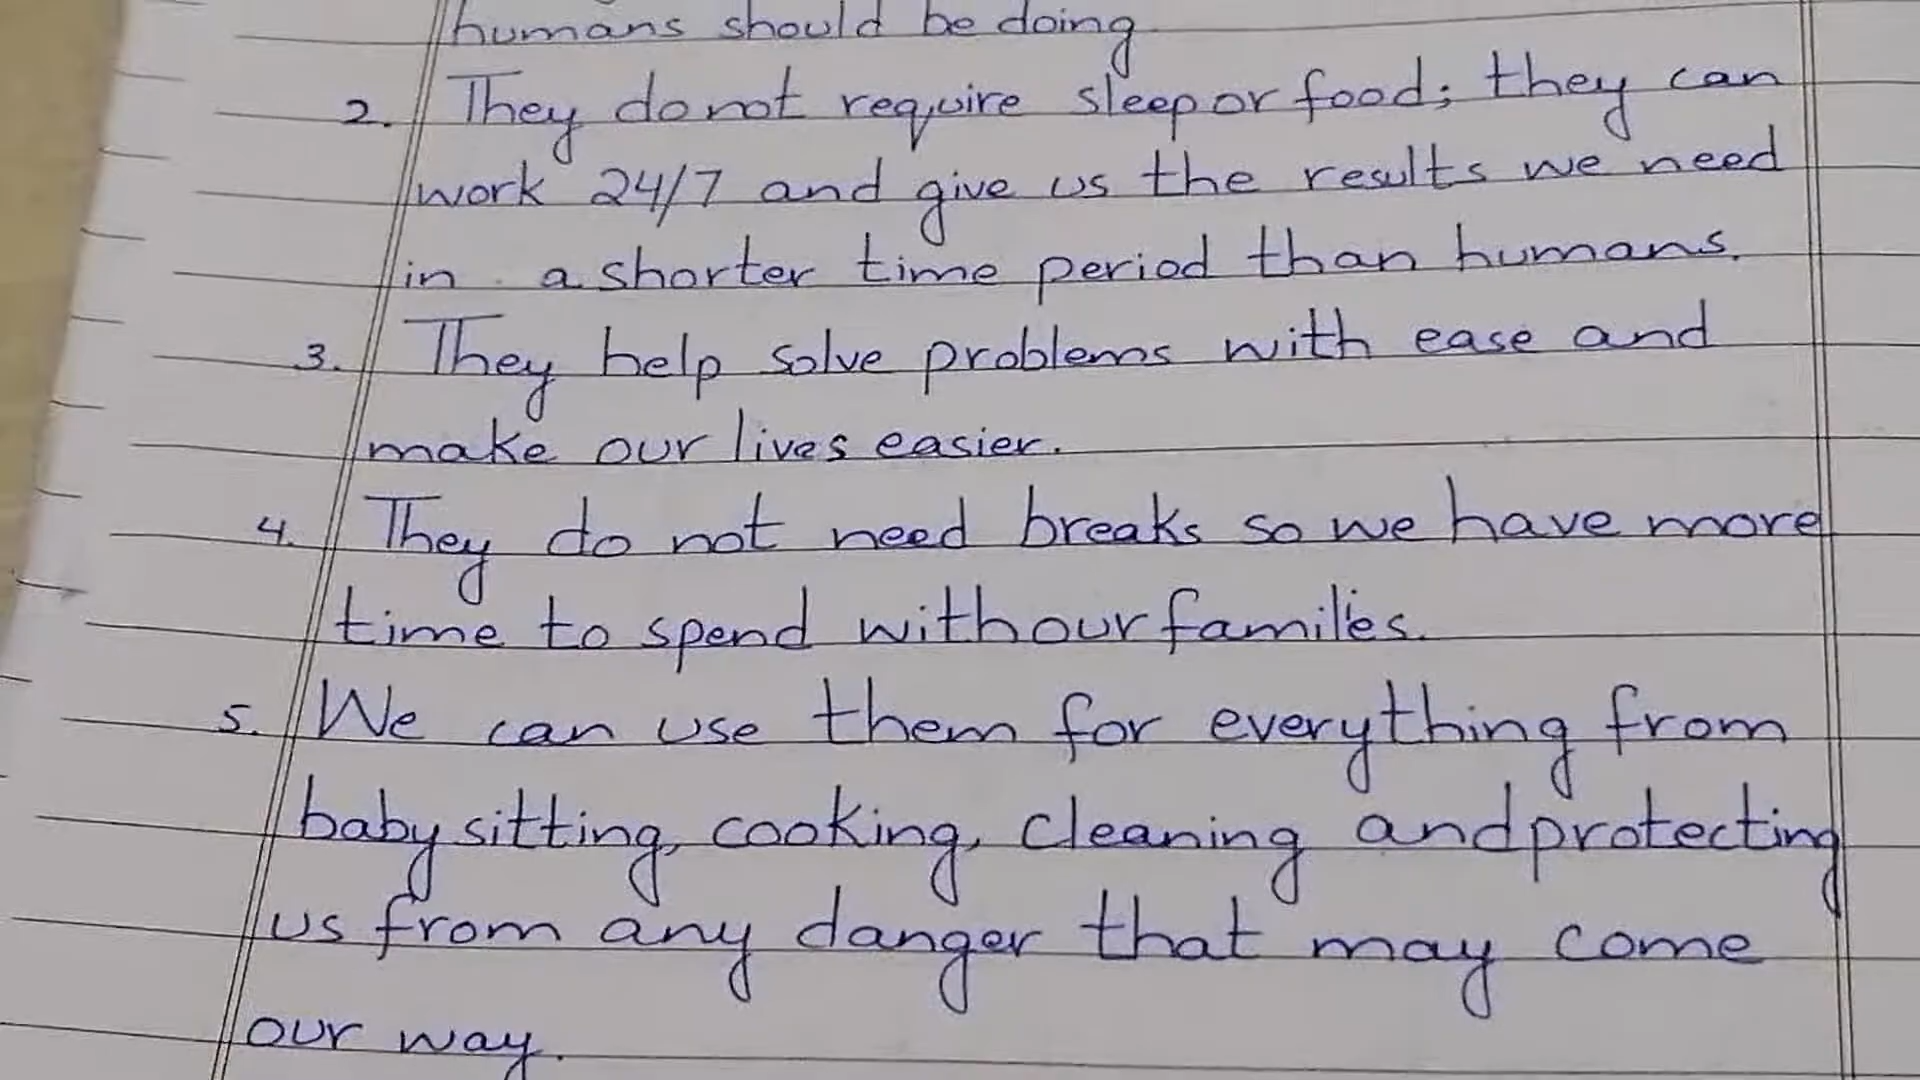 humans should be doing
2. They do not require sleep or food; they can
work 24/7 and give us the results we need
in a shorter time period than humans.
3. They help solve problems with ease and
make our lives easier.
4. They do not need breaks so we have more
time to spend with our families.
5. We can use them for everything from
baby sitting, cooking, cleaning and protecting
us from any danger that may come
our way.